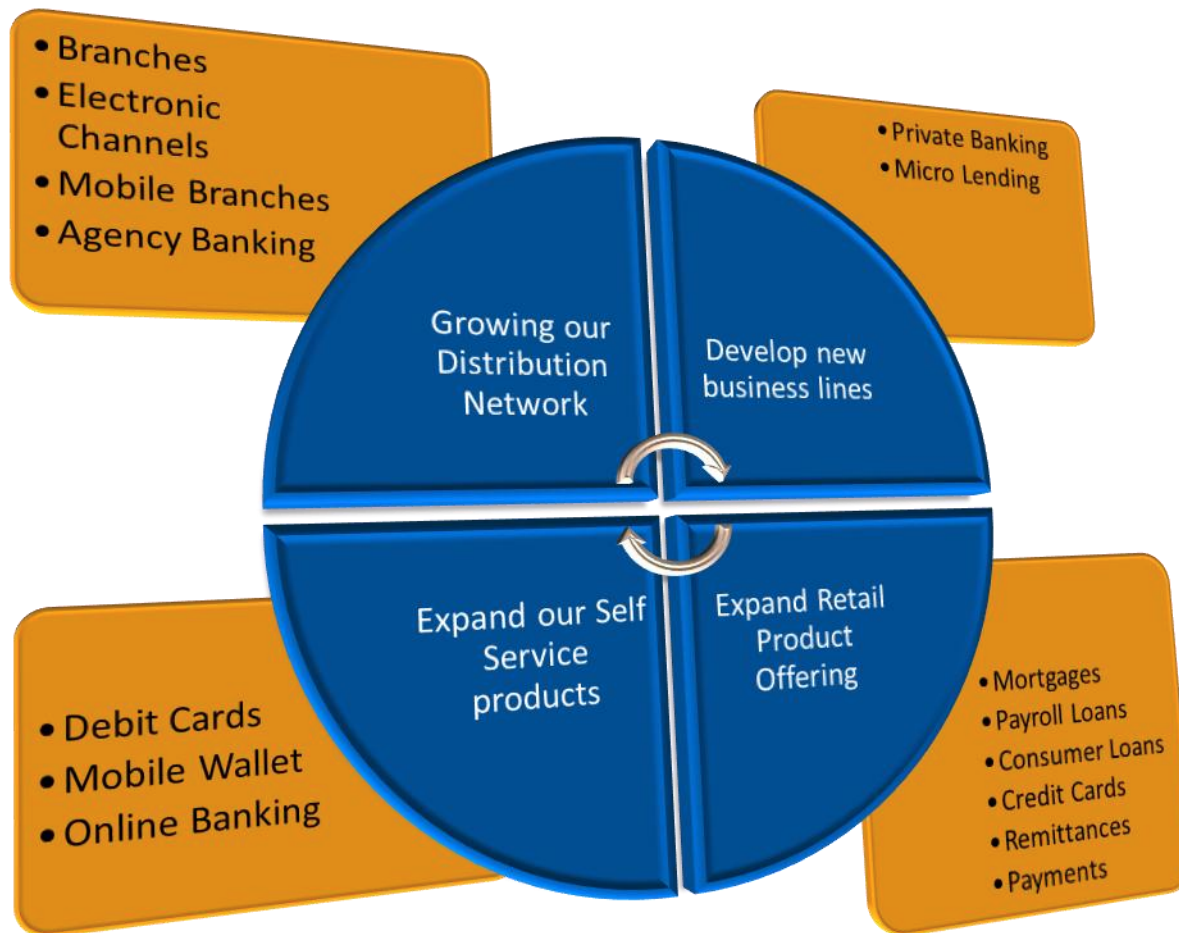 • Branches
• Electronic
Channels
• Mobile Branches
• Agency Banking
• Private Banking
• Micro Lending
Growing our
Distribution
Network
Develop new
business lines
Expand our Self
Service
products
Expand Retail
Product
Offering
• Debit Cards
• Mobile Wallet
• Online Banking
• Mortgages
• Payroll Loans
• Consumer Loans
• Credit Cards
• Remittances
• Payments